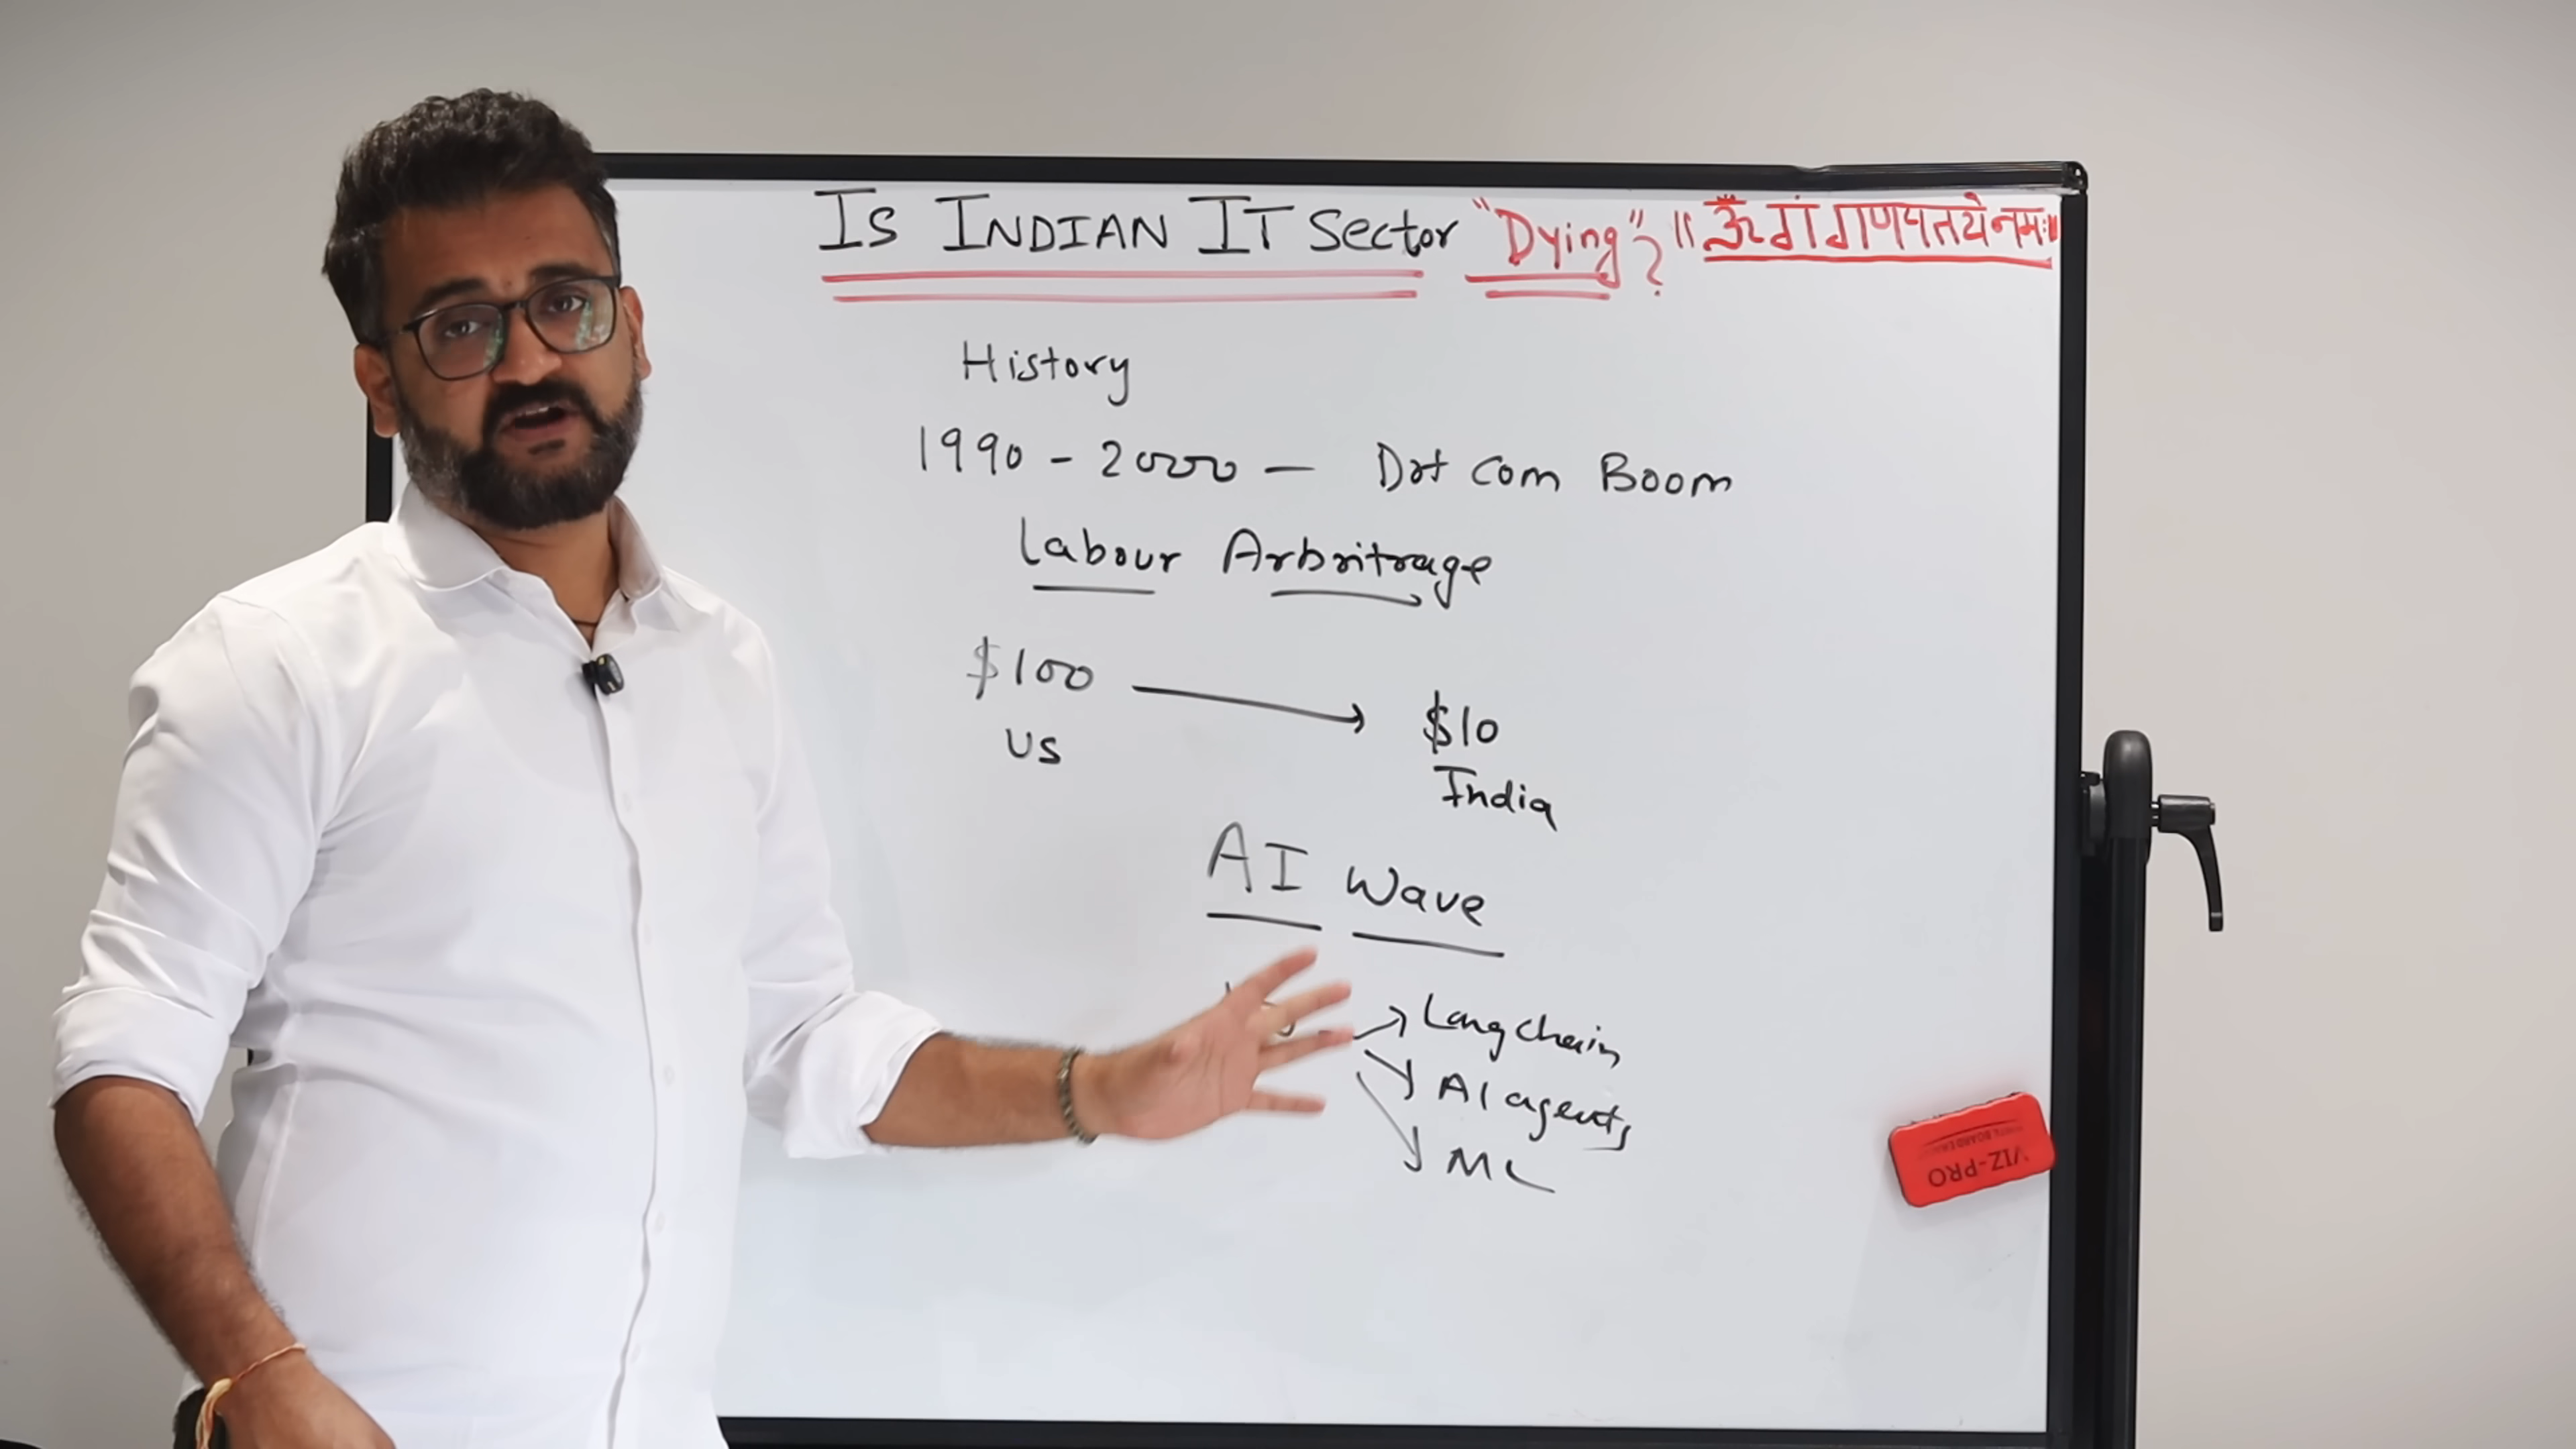 Is INDIAN IT Sector "Dying"? ॥ ॐ गं गणपतये नमः॥
History
1990 - 2000 — Dot Com Boom
Labour Arbritrage
$100 → $10
US India
AI Wave
→ Langchain
→ AI agents
→ ML
VIZ-PRO